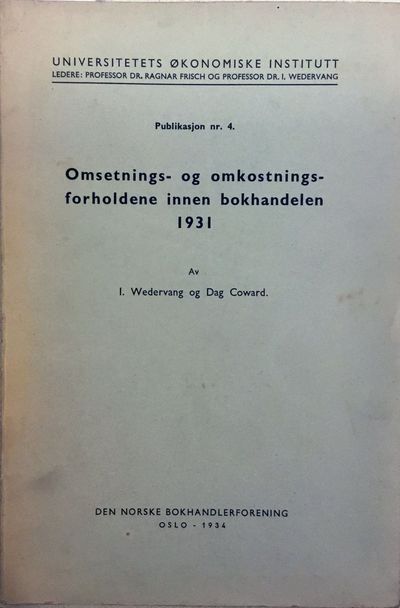 UNIVERSITETETS ØKONOMISKE INSTITUTT
LEDERE: PROFESSOR DR. RAGNAR FRISCH OG PROFESSOR DR. I. WEDERVANG
Publikasjon nr. 4.
Omsetnings- og omkostnings-
forholdene innen bokhandelen
1931
Av
I. Wedervang og Dag Coward.
DEN NORSKE BOKHANDLERFORENING
OSLO - 1934